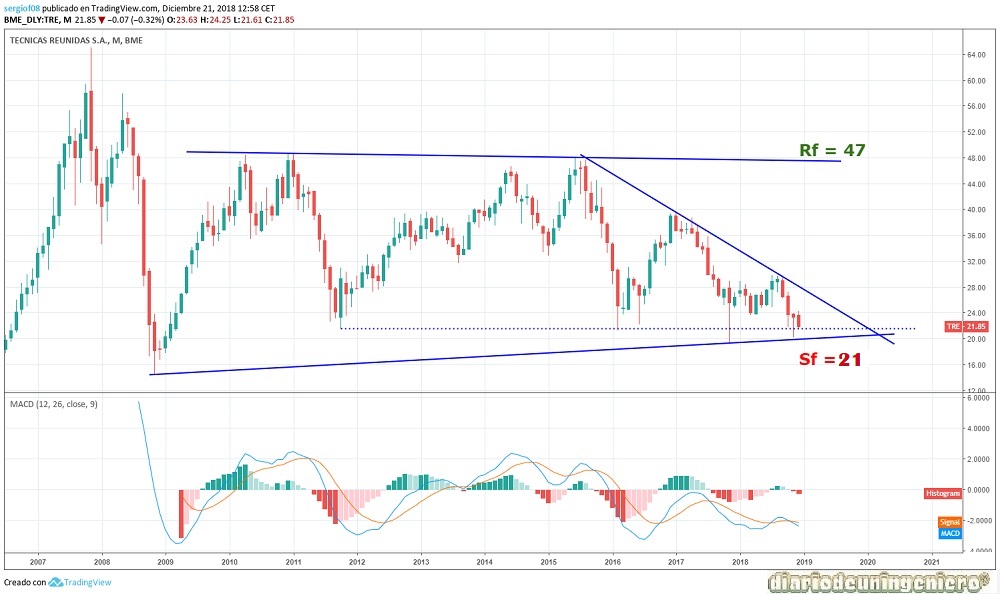 sergiof08 publicado en TradingView.com, Diciembre 21, 2018 12:58 CET
BME_DLY:TRE, M 21.85 ▼ −0.07 (−0.32%) O:23.63 H:24.25 L:21.61 C:21.85
TECNICAS REUNIDAS S.A., M, BME
64.00
60.00
56.00
52.00
48.00
44.00
40.00
36.00
32.00
28.00
24.00
20.00
16.00
12.00
Rf = 47
TRE 21.85
Sf =21
MACD (12, 26, close, 9)
6.0000
4.0000
2.0000
0.0000
-2.0000
-4.0000
Histogram
Signal
MACD
2007 2008 2009 2010 2011 2012 2013 2014 2015 2016 2017 2018 2019 2020 2021
Creado con TradingView
diariodeuningenicro